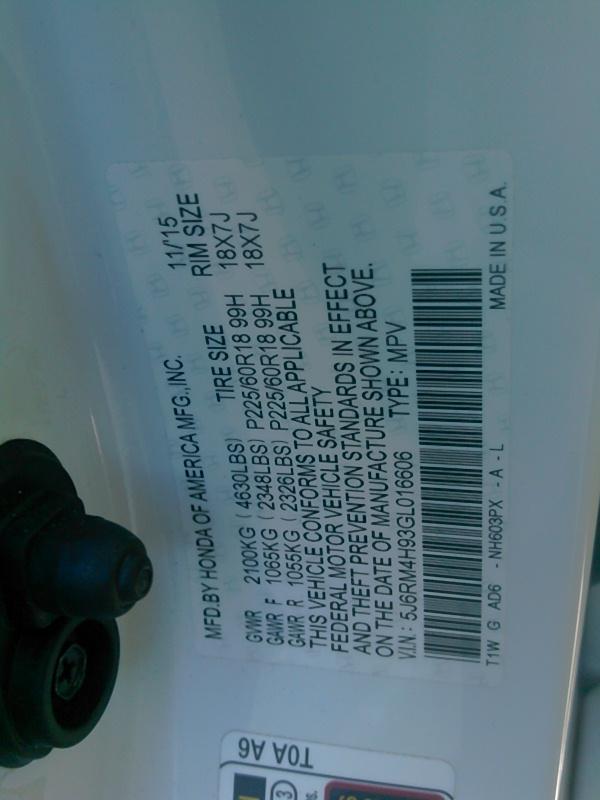 MFD.BY HONDA OF AMERICA MFG.,INC. 11/'15
TIRE SIZE RIM SIZE
GVWR 2100KG ( 4630LBS)
GAWR F 1065KG ( 2348LBS) P225/60R18 99H 18X7J
GAWR R 1055KG ( 2326LBS) P225/60R18 99H 18X7J
THIS VEHICLE CONFORMS TO ALL APPLICABLE
FEDERAL MOTOR VEHICLE SAFETY
AND THEFT PREVENTION STANDARDS IN EFFECT
ON THE DATE OF MANUFACTURE SHOWN ABOVE.
V.I.N.: 5J6RM4H93GL016606 TYPE: MPV
T1W G AD6 - NH603PX - A - L MADE IN U.S.A.
T0A A6
3